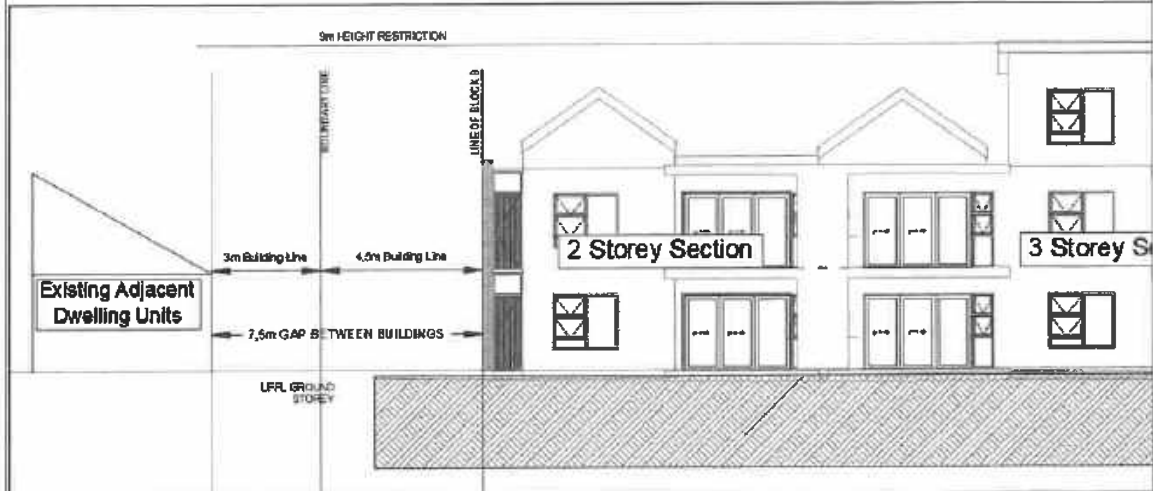 9m HEIGHT RESTRICTION
BOUNDARY LINE
LINE OF BLOCK B
3m Building Line
4,5m Building Line
2 Storey Section
3 Storey S
Existing Adjacent
Dwelling Units
7,5m GAP BETWEEN BUILDINGS
GROUND
STOREY